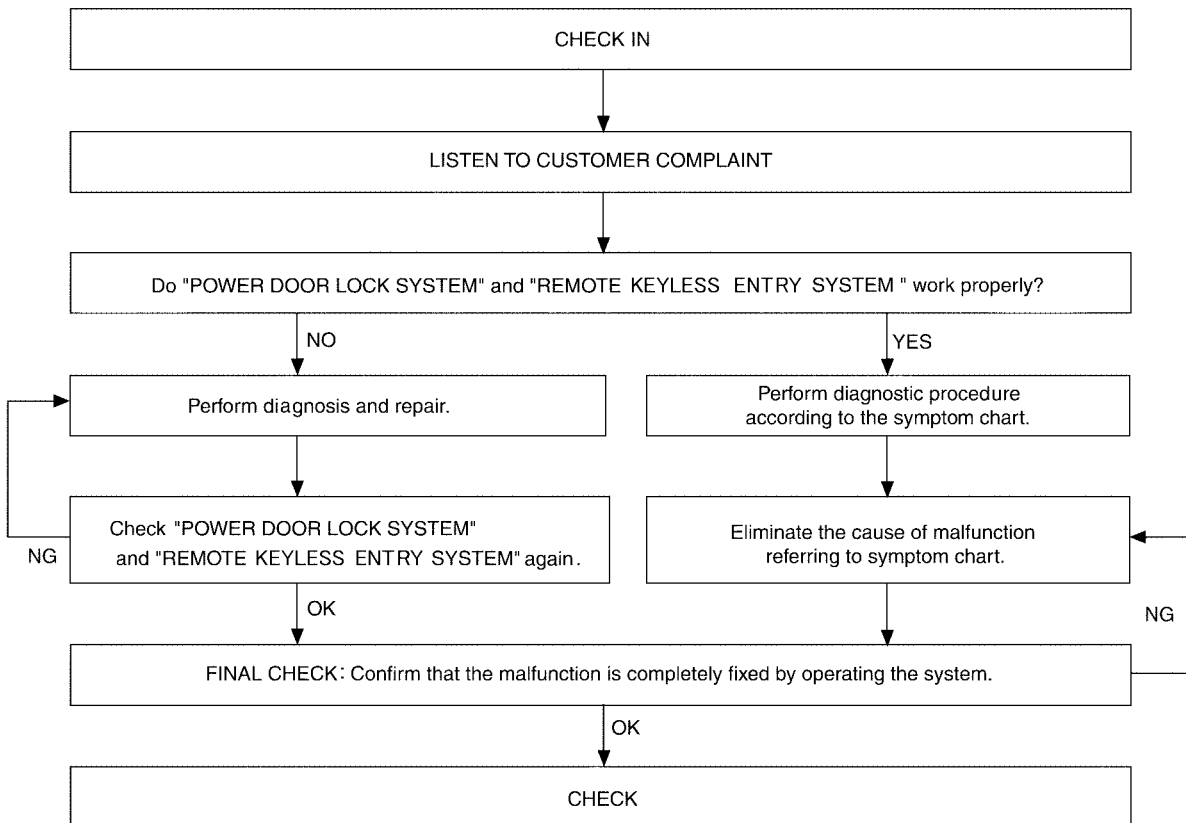 CHECK IN
LISTEN TO CUSTOMER COMPLAINT
Do "POWER DOOR LOCK SYSTEM" and "REMOTE KEYLESS ENTRY SYSTEM" work properly?
NO
YES
Perform diagnosis and repair.
Perform diagnostic procedure
according to the symptom chart.
Check "POWER DOOR LOCK SYSTEM"
and "REMOTE KEYLESS ENTRY SYSTEM" again.
NG
Eliminate the cause of malfunction
referring to symptom chart.
OK
NG
FINAL CHECK: Confirm that the malfunction is completely fixed by operating the system.
OK
CHECK